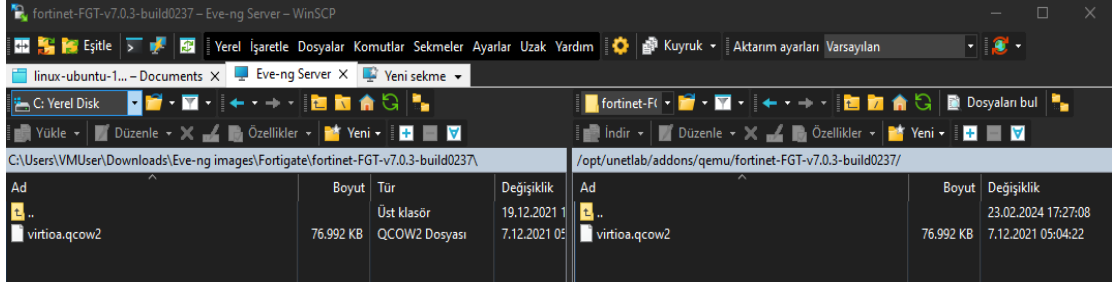 fortinet-FGT-v7.0.3-build0237 – Eve-ng Server – WinSCP
Eşitle Yerel İşaretle Dosyalar Komutlar Sekmeler Ayarlar Uzak Yardım Kuyruk Aktarım ayarları Varsayılan
linux-ubuntu-1... – Documents X Eve-ng Server X Yeni sekme
C: Yerel Disk fortinet-F Dosyaları bul
Yükle Düzenle Özellikler Yeni İndir Düzenle Özellikler Yeni
C:\Users\VMUser\Downloads\Eve-ng images\Fortigate\fortinet-FGT-v7.0.3-build0237\ /opt/unetlab/addons/qemu/fortinet-FGT-v7.0.3-build0237/
Ad Boyut Tür Değişiklik Ad Boyut Değişiklik
.. Üst klasör 19.12.2021 1 .. 23.02.2024 17:27:08
virtioa.qcow2 76.992 KB QCOW2 Dosyası 7.12.2021 05 virtioa.qcow2 76.992 KB 7.12.2021 05:04:22